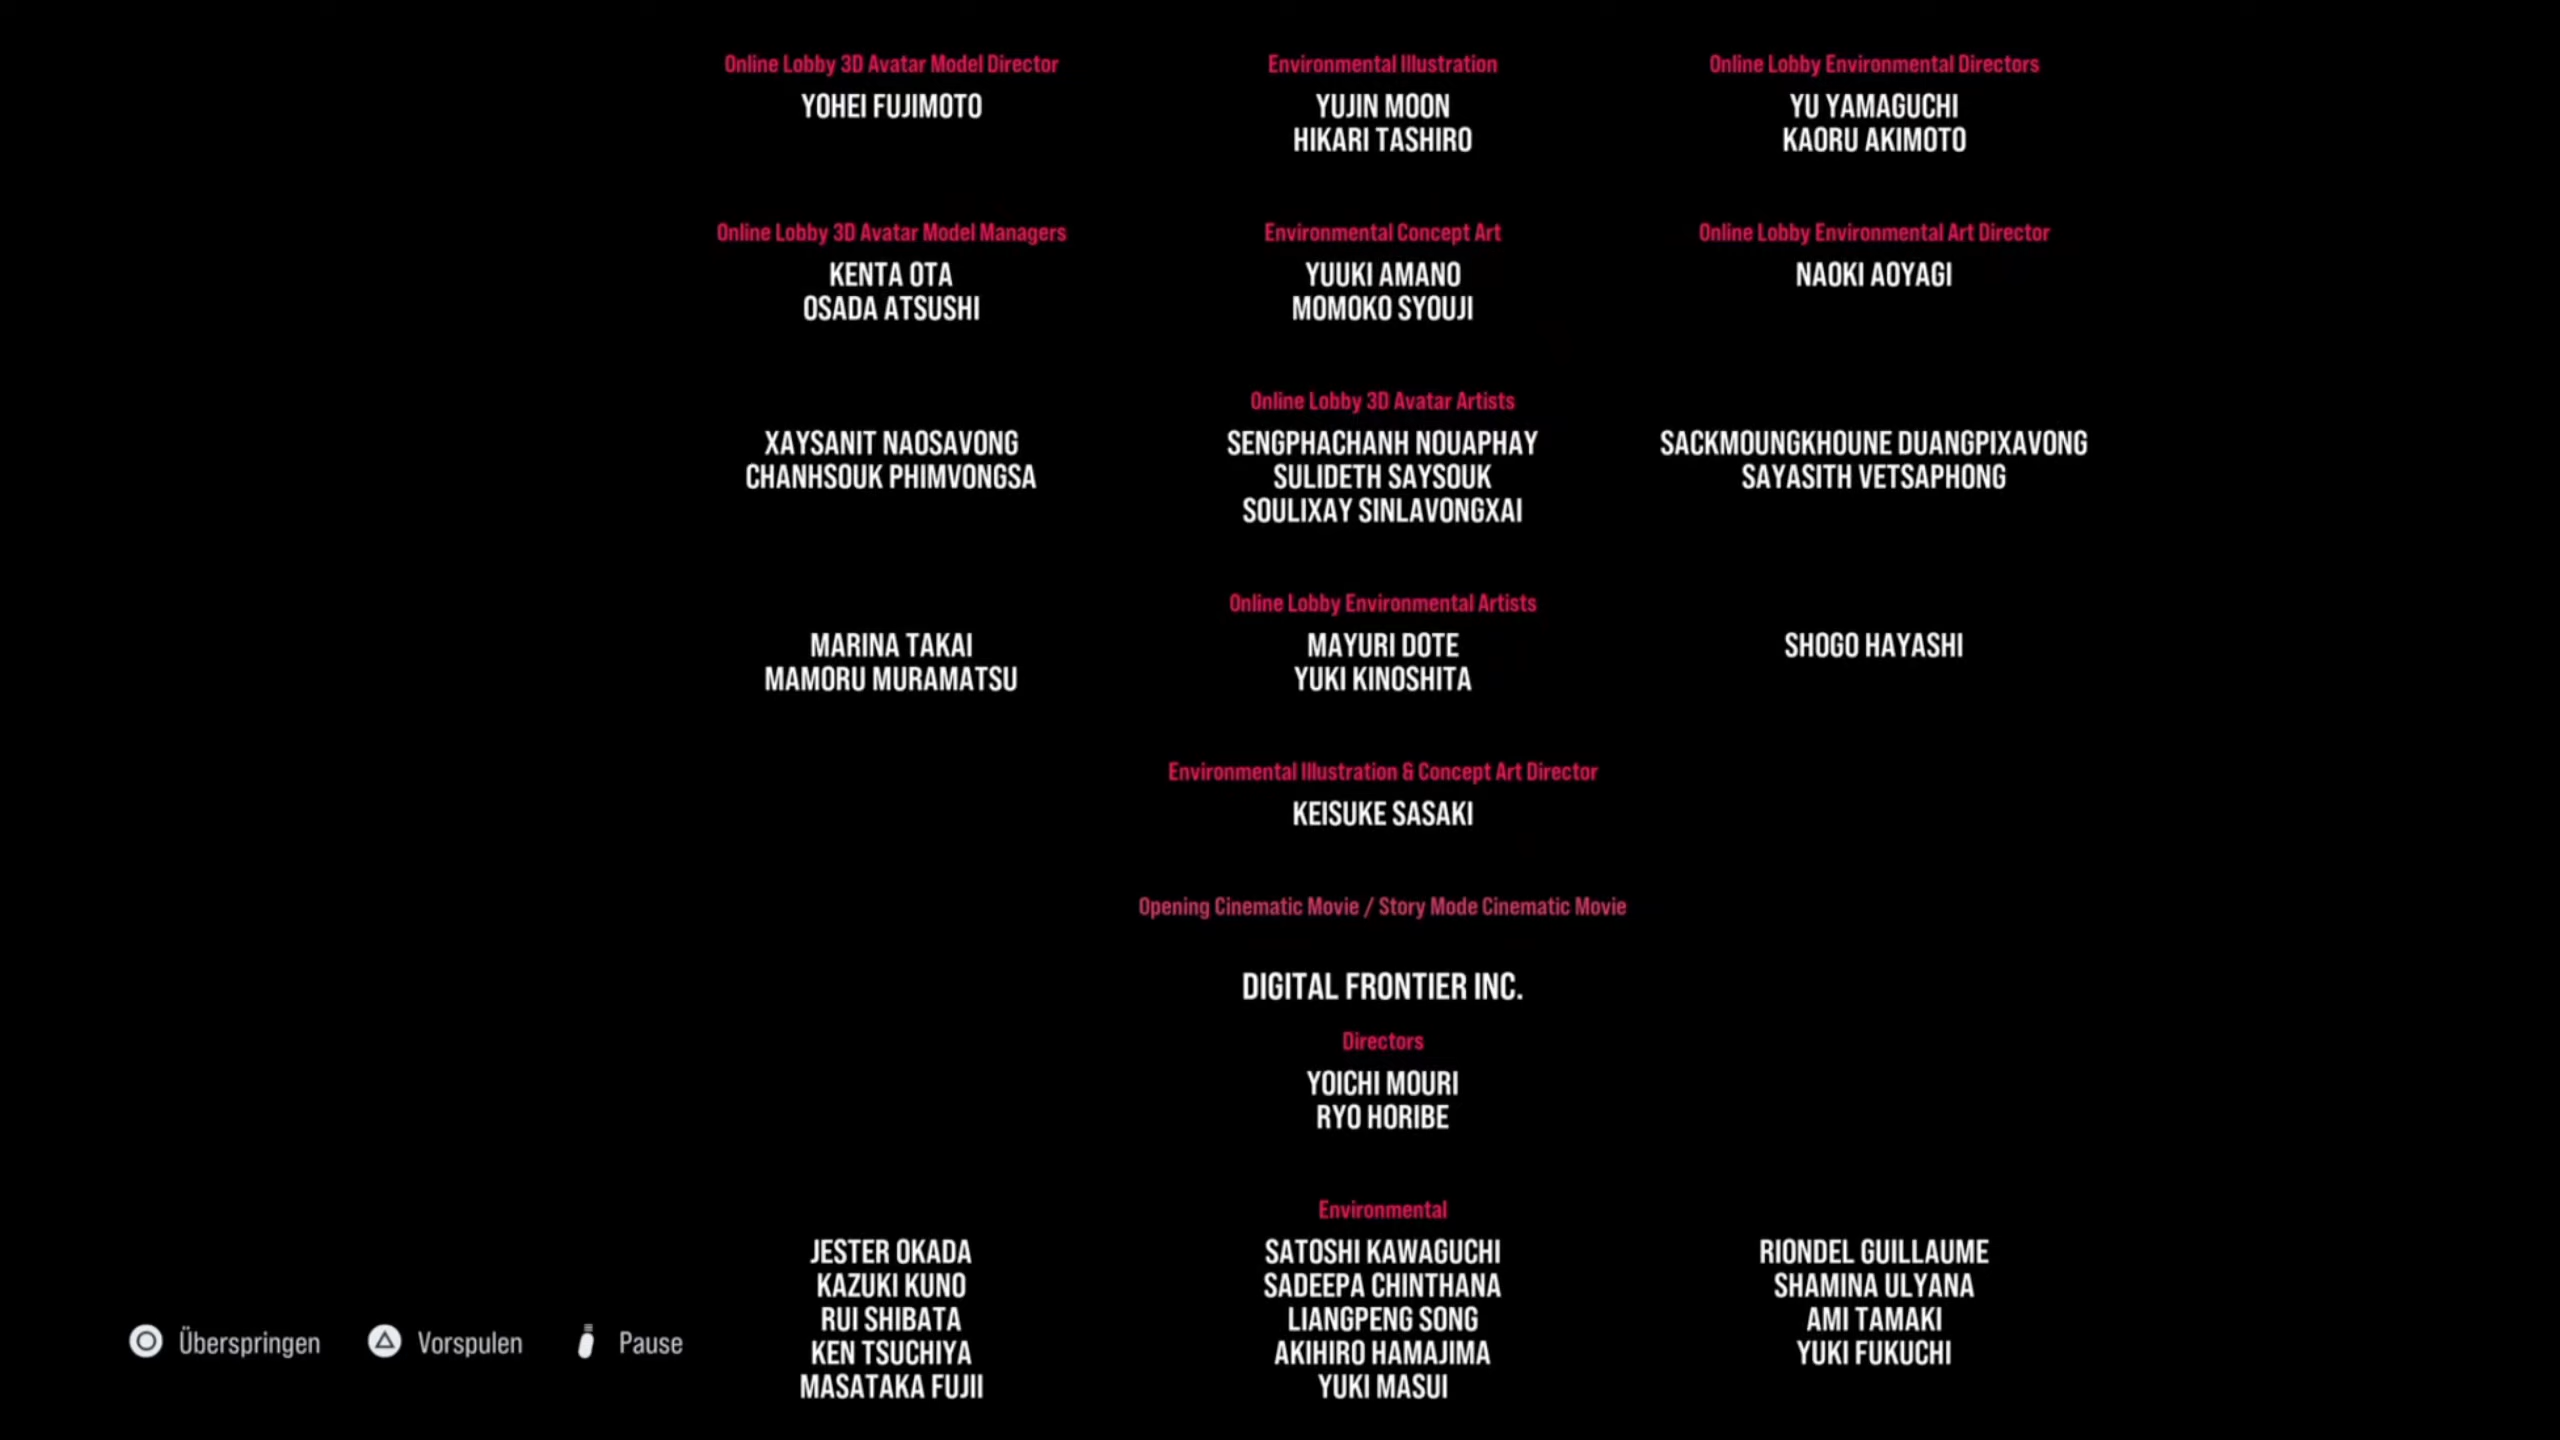 Online Lobby 3D Avatar Model Director
YOHEI FUJIMOTO
Environmental Illustration
YUJIN MOON
HIKARI TASHIRO
Online Lobby Environmental Directors
YU YAMAGUCHI
KAORU AKIMOTO
Online Lobby 3D Avatar Model Managers
KENTA OTA
OSADA ATSUSHI
Environmental Concept Art
YUUKI AMANO
MOMOKO SYOUJI
Online Lobby Environmental Art Director
NAOKI AOYAGI
Online Lobby 3D Avatar Artists
XAYSANIT NAOSAVONG
CHANHSOUK PHIMVONGSA
SENGPHACHANH NOUAPHAY
SULIDETH SAYSOUK
SOULIXAY SINLAVONGXAI
SACKMOUNGKHOUNE DUANGPIXAVONG
SAYASITH VETSAPHONG
Online Lobby Environmental Artists
MARINA TAKAI
MAMORU MURAMATSU
MAYURI DOTE
YUKI KINOSHITA
SHOGO HAYASHI
Environmental Illustration & Concept Art Director
KEISUKE SASAKI
Opening Cinematic Movie / Story Mode Cinematic Movie
DIGITAL FRONTIER INC.
Directors
YOICHI MOURI
RYO HORIBE
Environmental
JESTER OKADA
KAZUKI KUNO
RUI SHIBATA
KEN TSUCHIYA
MASATAKA FUJII
SATOSHI KAWAGUCHI
SADEEPA CHINTHANA
LIANGPENG SONG
AKIHIRO HAMAJIMA
YUKI MASUI
RIONDEL GUILLAUME
SHAMINA ULYANA
AMI TAMAKI
YUKI FUKUCHI
Überspringen
Vorspulen
Pause